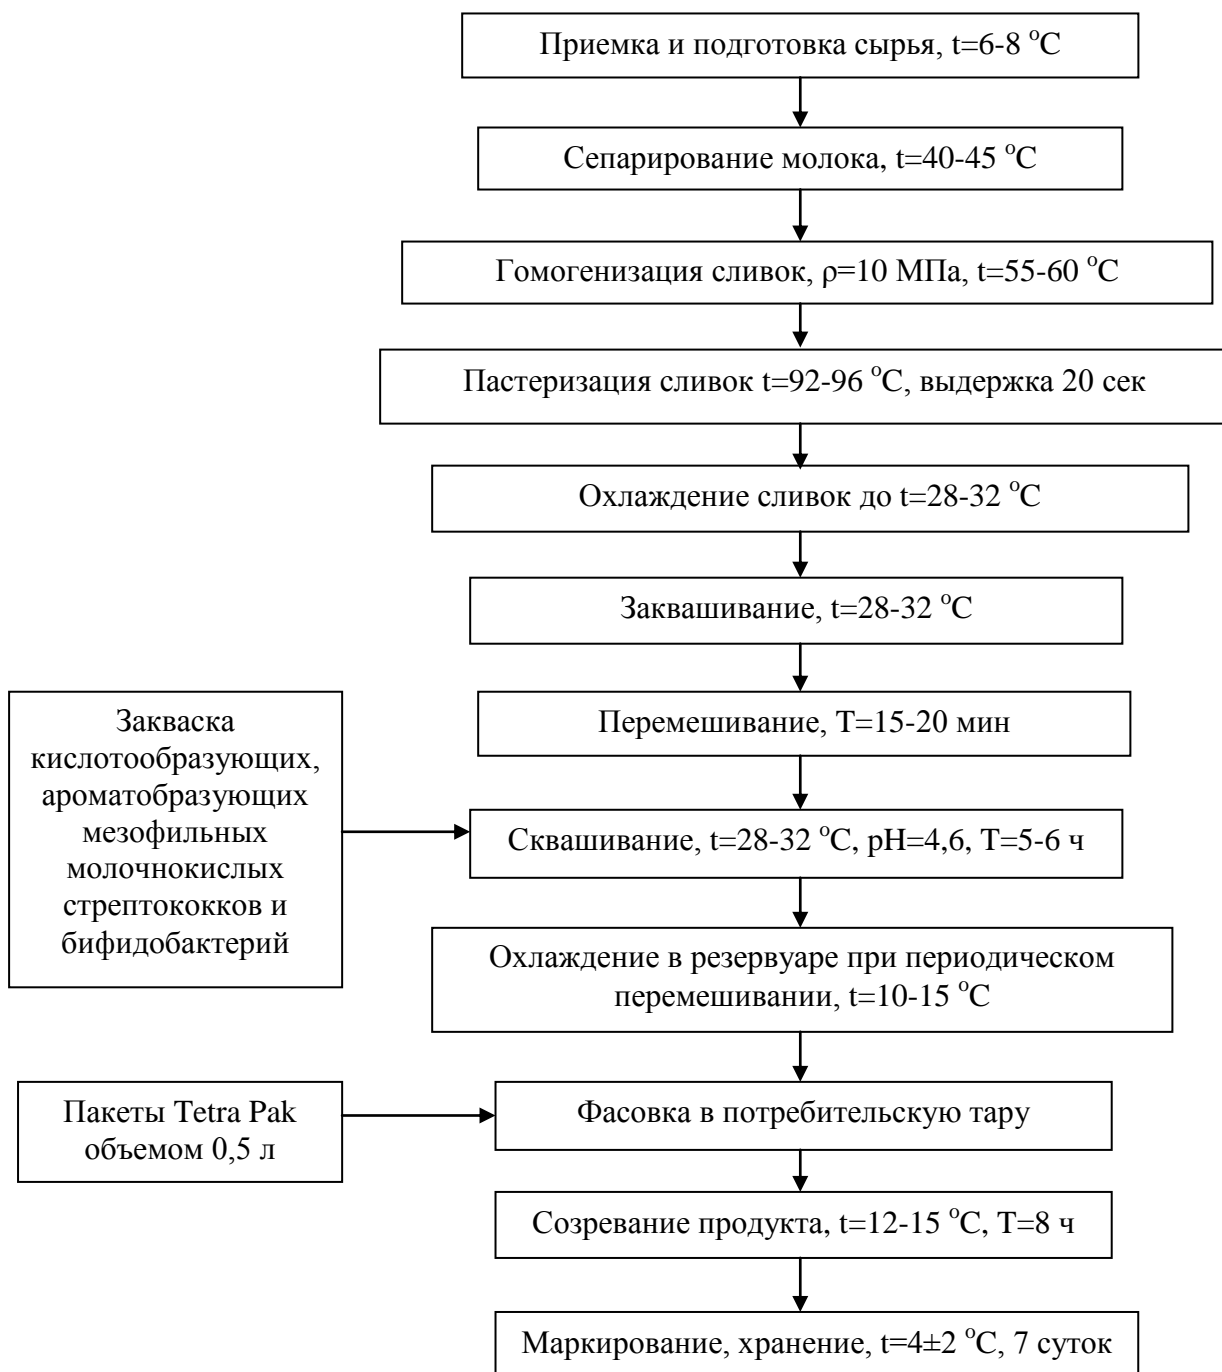 Приемка и подготовка сырья, t=6-8 °C
Сепарирование молока, t=40-45 °C
Гомогенизация сливок, ρ=10 МПа, t=55-60 °C
Пастеризация сливок t=92-96 °C, выдержка 20 сек
Охлаждение сливок до t=28-32 °C
Заквашивание, t=28-32 °C
Перемешивание, T=15-20 мин
Закваска
кислотообразующих,
ароматобразующих
мезофильных
молочнокислых
стрептококков и
бифидобактерий
Сквашивание, t=28-32 °C, pH=4,6, T=5-6 ч
Охлаждение в резервуаре при периодическом
перемешивании, t=10-15 °C
Пакеты Tetra Pak
объемом 0,5 л
Фасовка в потребительскую тару
Созревание продукта, t=12-15 °C, T=8 ч
Маркирование, хранение, t=4±2 °C, 7 суток